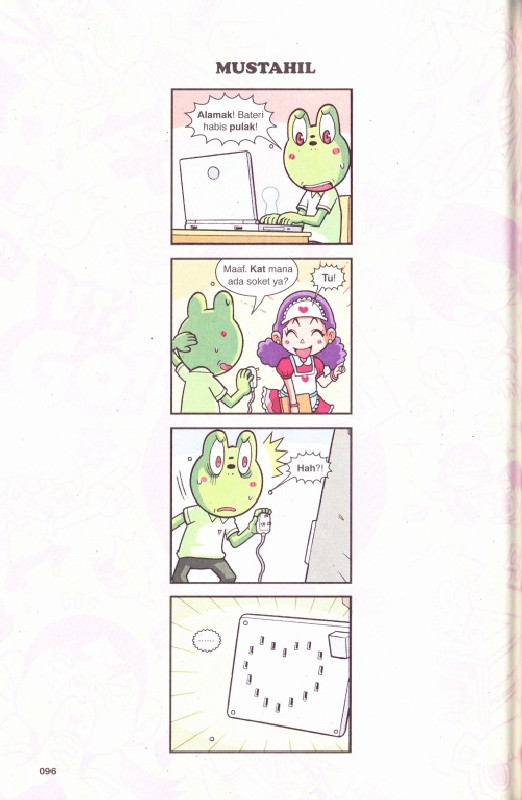 MUSTAHIL
Alamak! Bateri
habis pulak!
Maaf. Kat mana
ada soket ya?
Tu!
Hah?!
......
096